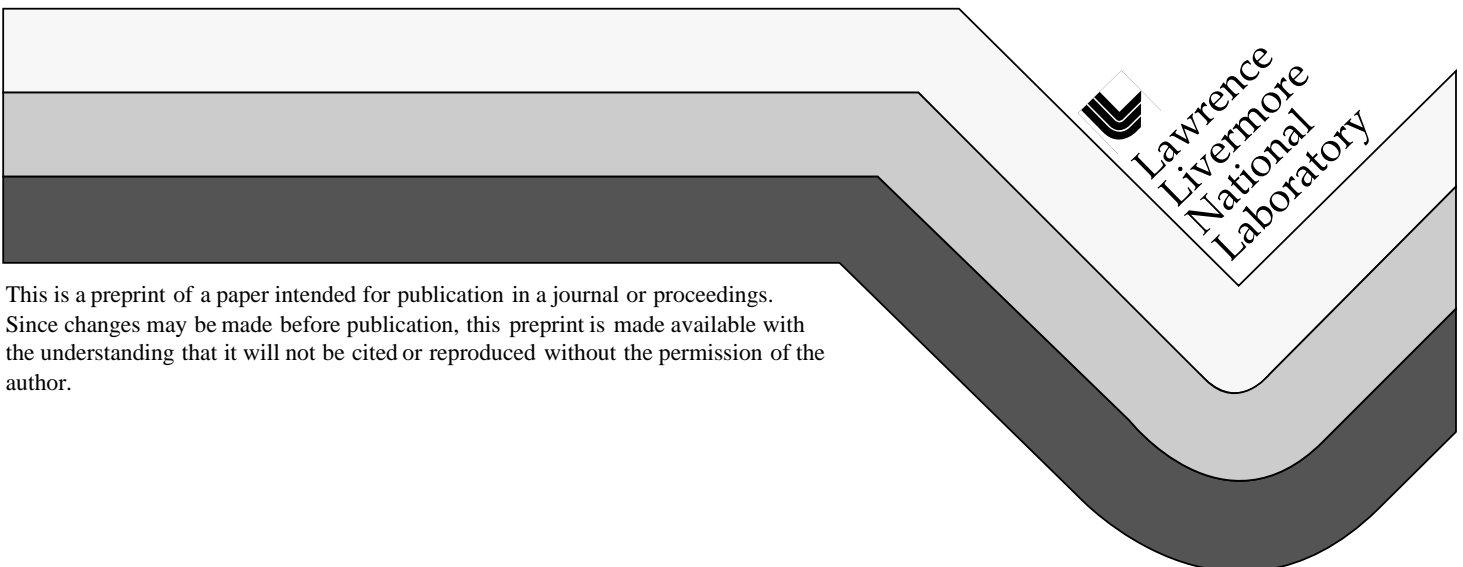 Lawrence
Livermore
National
Laboratory
This is a preprint of a paper intended for publication in a journal or proceedings.
Since changes may be made before publication, this preprint is made available with
the understanding that it will not be cited or reproduced without the permission of the
author.